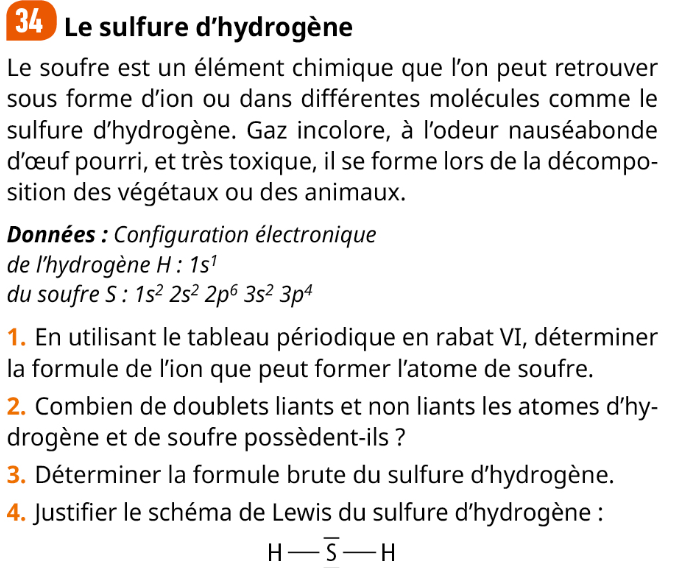 34 Le sulfure d’hydrogène
Le soufre est un élément chimique que l’on peut retrouver
sous forme d’ion ou dans différentes molécules comme le
sulfure d’hydrogène. Gaz incolore, à l’odeur nauséabonde
d’œuf pourri, et très toxique, il se forme lors de la décompo-
sition des végétaux ou des animaux.
Données : Configuration électronique
de l’hydrogène H : 1s¹
du soufre S : 1s² 2s² 2p⁶ 3s² 3p⁴
1. En utilisant le tableau périodique en rabat VI, déterminer
la formule de l’ion que peut former l’atome de soufre.
2. Combien de doublets liants et non liants les atomes d’hy-
drogène et de soufre possèdent-ils ?
3. Déterminer la formule brute du sulfure d’hydrogène.
4. Justifier le schéma de Lewis du sulfure d’hydrogène :
H — S — H